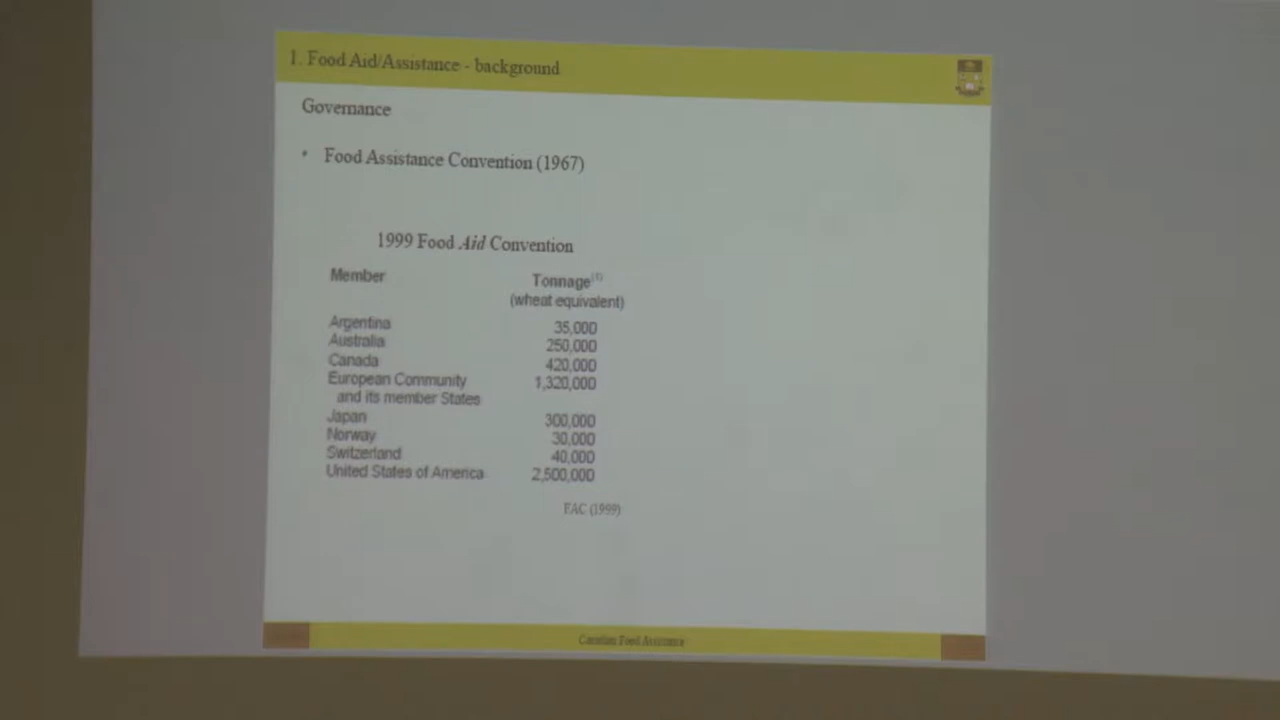 1. Food Aid/Assistance - background
Governance
• Food Assistance Convention (1967)
1999 Food Aid Convention
Member Tonnage(1)
(wheat equivalent)
Argentina 35,000
Australia 250,000
Canada 420,000
European Community 1,320,000
and its member States
Japan 300,000
Norway 30,000
Switzerland 40,000
United States of America 2,500,000
FAC (1999)
Canadian Food Assistance